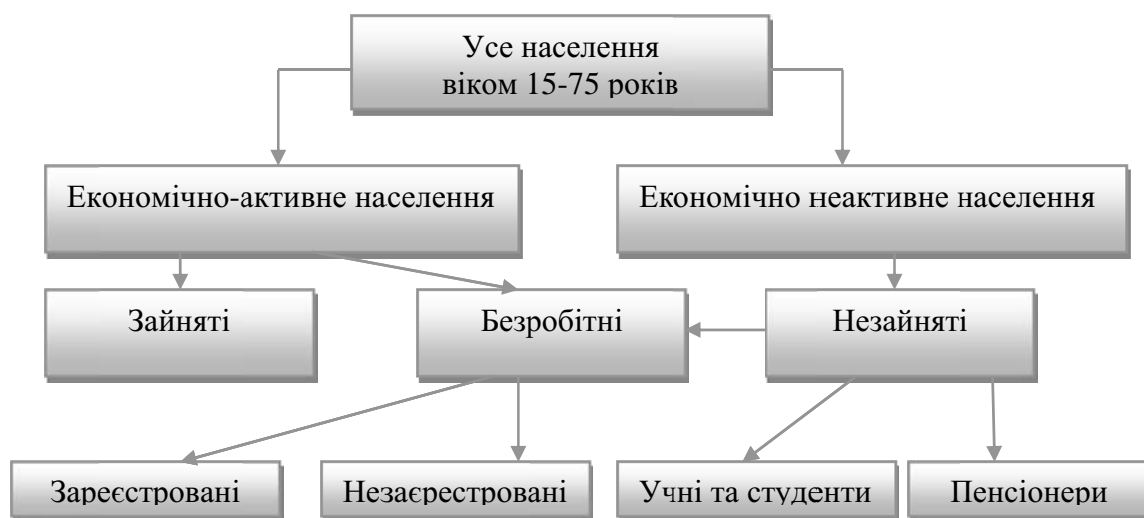 Усе населення
віком 15-75 років
Економічно-активне населення
Економічно неактивне населення
Зайняті
Безробітні
Незайняті
Зареєстровані
Незаєрестровані
Учні та студенти
Пенсіонери